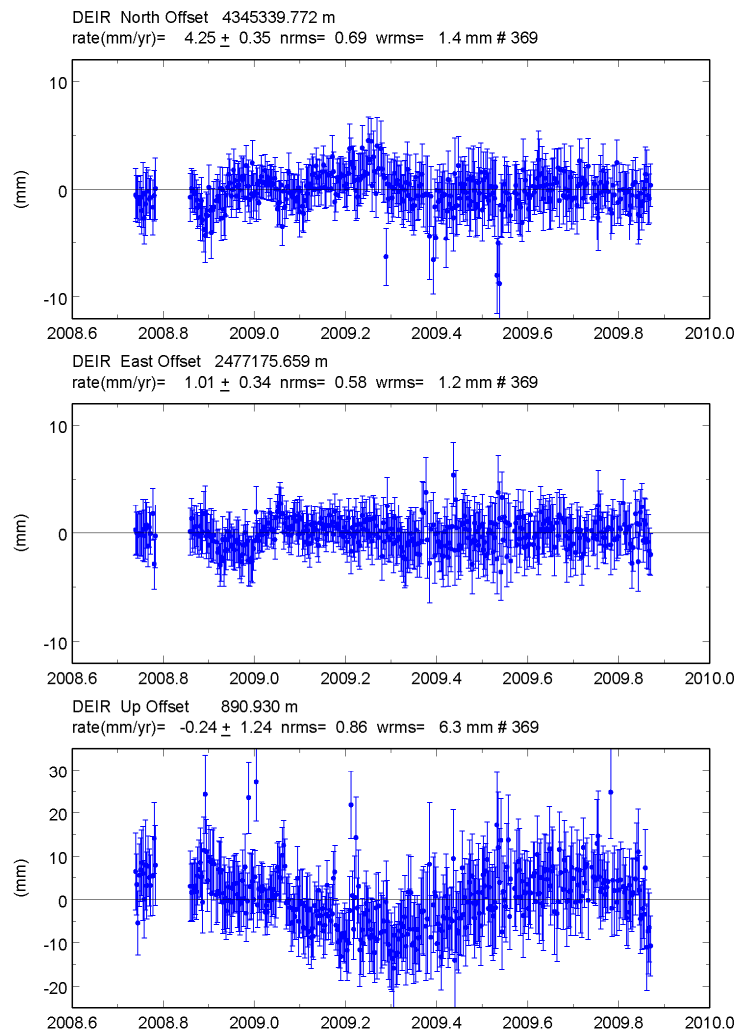 DEIR North Offset 4345339.772 m
rate(mm/yr)= 4.25 ± 0.35 nrms= 0.69 wrms= 1.4 mm # 369
10
0
-10
(mm)
2008.6 2008.8 2009.0 2009.2 2009.4 2009.6 2009.8 2010.0
DEIR East Offset 2477175.659 m
rate(mm/yr)= 1.01 ± 0.34 nrms= 0.58 wrms= 1.2 mm # 369
10
0
-10
(mm)
2008.6 2008.8 2009.0 2009.2 2009.4 2009.6 2009.8 2010.0
DEIR Up Offset 890.930 m
rate(mm/yr)= -0.24 ± 1.24 nrms= 0.86 wrms= 6.3 mm # 369
30
20
10
0
-10
-20
(mm)
2008.6 2008.8 2009.0 2009.2 2009.4 2009.6 2009.8 2010.0